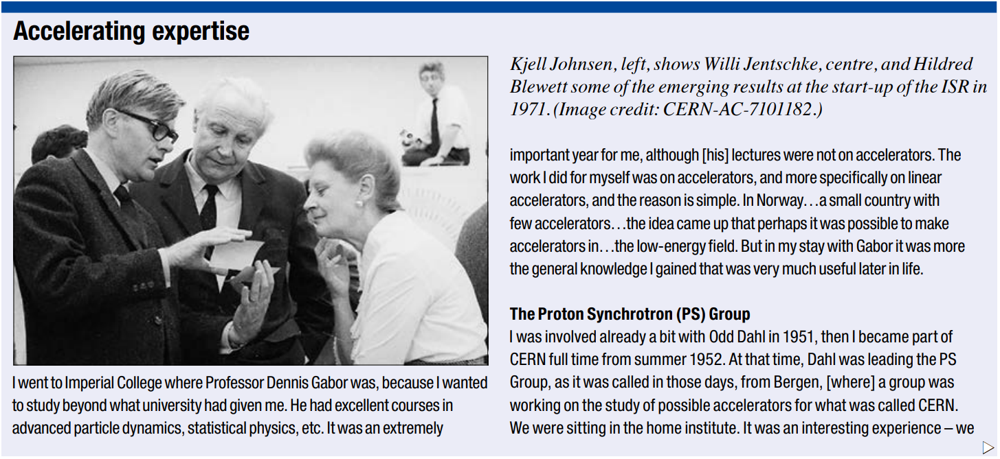 Accelerating expertise
Kjell Johnsen, left, shows Willi Jentschke, centre, and Hildred
Blewett some of the emerging results at the start-up of the ISR in
1971. (Image credit: CERN-AC-7101182.)
I went to Imperial College where Professor Dennis Gabor was, because I wanted
to study beyond what university had given me. He had excellent courses in
advanced particle dynamics, statistical physics, etc. It was an extremely
important year for me, although [his] lectures were not on accelerators. The
work I did for myself was on accelerators, and more specifically on linear
accelerators, and the reason is simple. In Norway...a small country with
few accelerators...the idea came up that perhaps it was possible to make
accelerators in...the low-energy field. But in my stay with Gabor it was more
the general knowledge I gained that was very much useful later in life.
The Proton Synchrotron (PS) Group
I was involved already a bit with Odd Dahl in 1951, then I became part of
CERN full time from summer 1952. At that time, Dahl was leading the PS
Group, as it was called in those days, from Bergen, [where] a group was
working on the study of possible accelerators for what was called CERN.
We were sitting in the home institute. It was an interesting experience – we